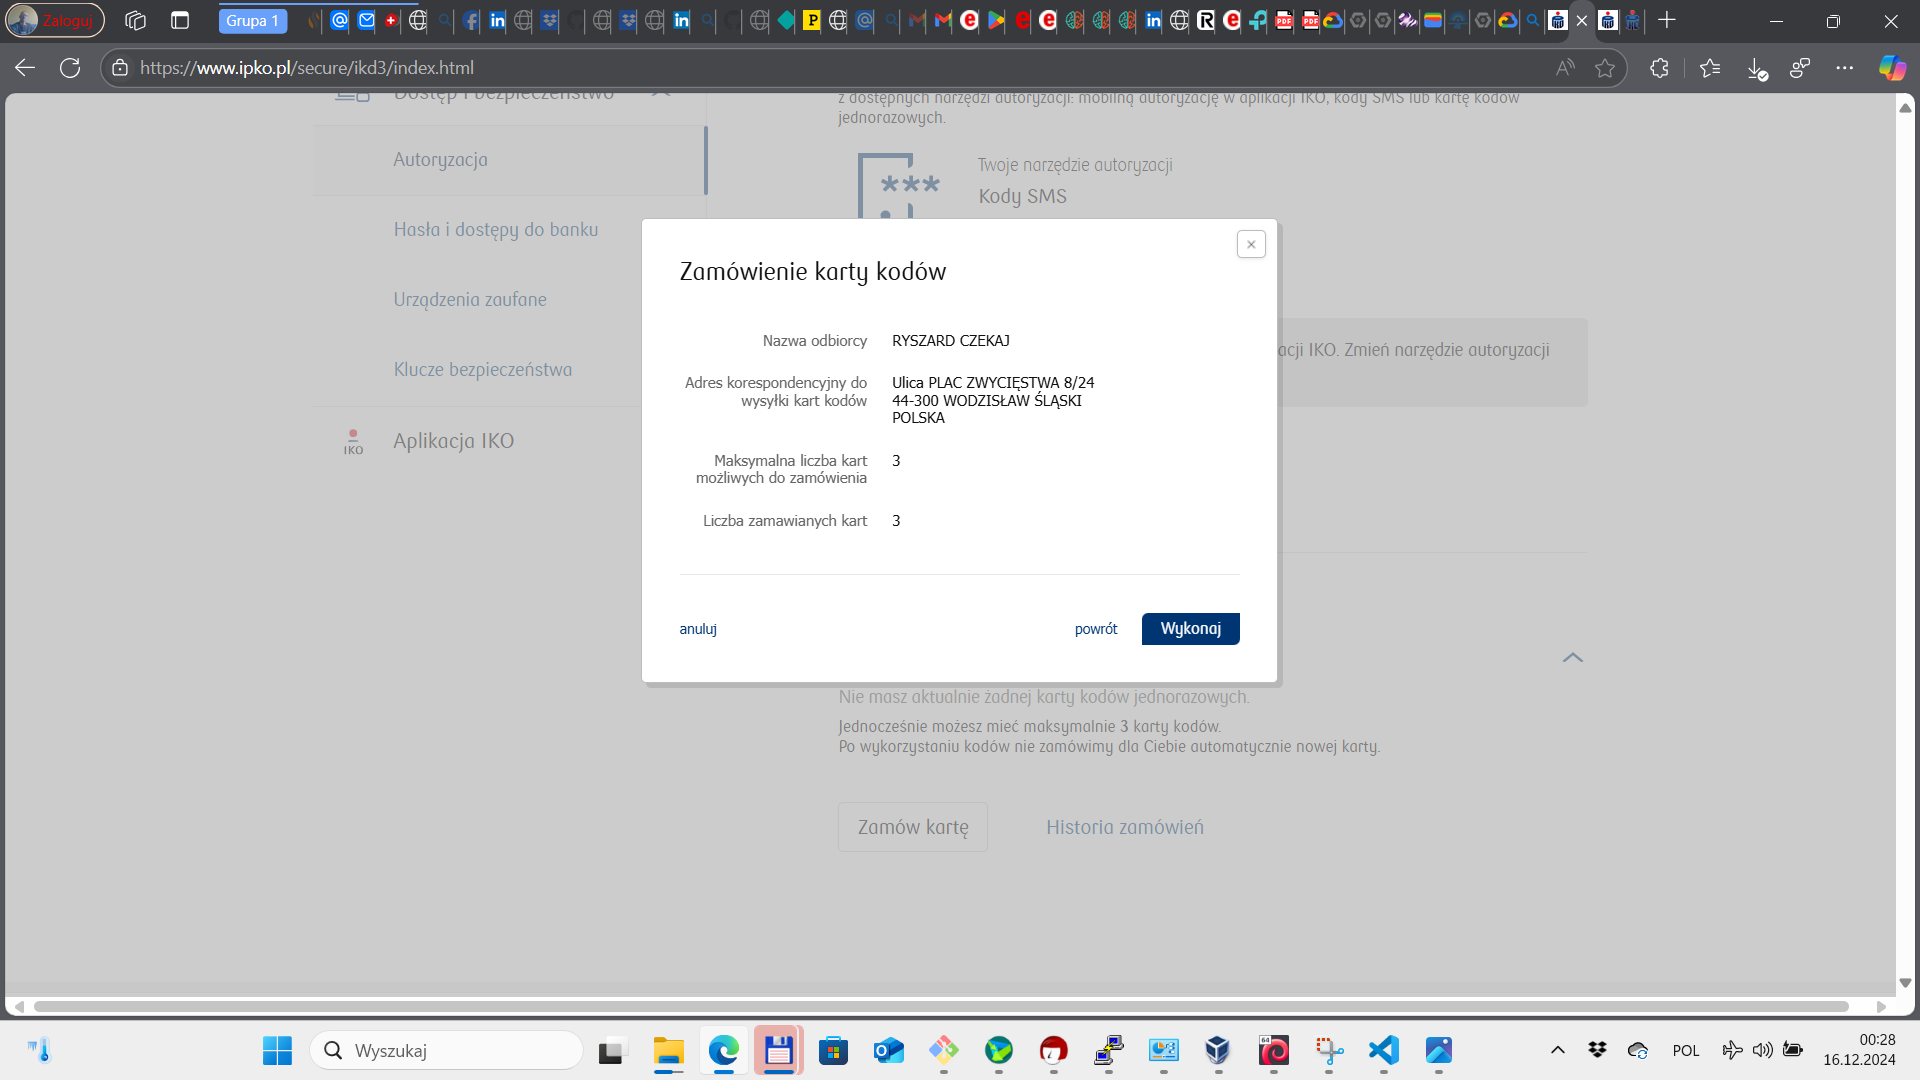 Zaloguj
Grupa 1
https://www.ipko.pl/secure/ikd3/index.html
Dostęp i bezpieczeństwo
Autoryzacja
Hasła i dostępy do banku
Urządzenia zaufane
Klucze bezpieczeństwa
IKO
Aplikacja IKO
z dostępnych narzędzi autoryzacji: mobilną autoryzację w aplikacji IKO, kody SMS lub kartę kodów
jednorazowych.
***
Twoje narzędzie autoryzacji
Kody SMS
acji IKO. Zmień narzędzie autoryzacji
Zamówienie karty kodów
Nazwa odbiorcy RYSZARD CZEKAJ
Adres korespondencyjny do Ulica PLAC ZWYCIĘSTWA 8/24
wysyłki kart kodów 44-300 WODZISŁAW ŚLĄSKI
POLSKA
Maksymalna liczba kart 3
możliwych do zamówienia
Liczba zamawianych kart 3
anuluj powrót Wykonaj
Nie masz aktualnie żadnej karty kodów jednorazowych.
Jednocześnie możesz mieć maksymalnie 3 karty kodów.
Po wykorzystaniu kodów nie zamówimy dla Ciebie automatycznie nowej karty.
Zamów kartę Historia zamówień
Wyszukaj
POL
00:28
16.12.2024